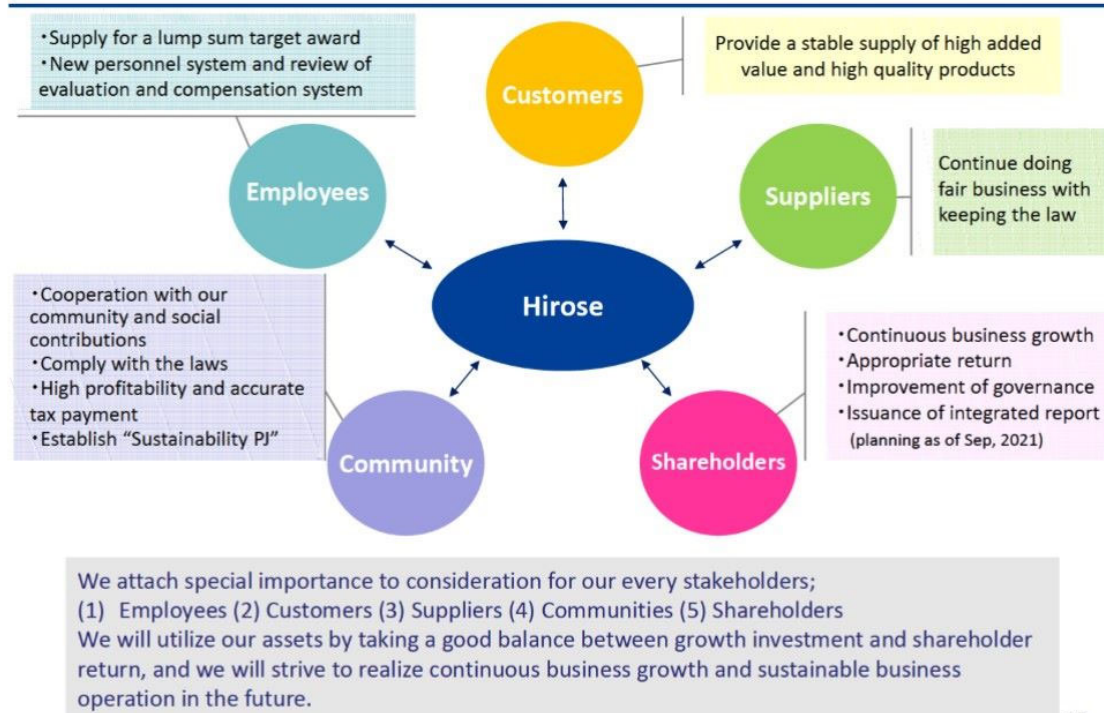 ・Supply for a lump sum target award
・New personnel system and review of
evaluation and compensation system
Customers
Provide a stable supply of high added
value and high quality products
Employees
Suppliers
Continue doing
fair business with
keeping the law
Hirose
・Cooperation with our
community and social
contributions
・Comply with the laws
・High profitability and accurate
tax payment
・Establish “Sustainability PJ”
Community
Shareholders
・Continuous business growth
・Appropriate return
・Improvement of governance
・Issuance of integrated report
(planning as of Sep, 2021)
We attach special importance to consideration for our every stakeholders;
(1) Employees (2) Customers (3) Suppliers (4) Communities (5) Shareholders
We will utilize our assets by taking a good balance between growth investment and shareholder
return, and we will strive to realize continuous business growth and sustainable business
operation in the future.